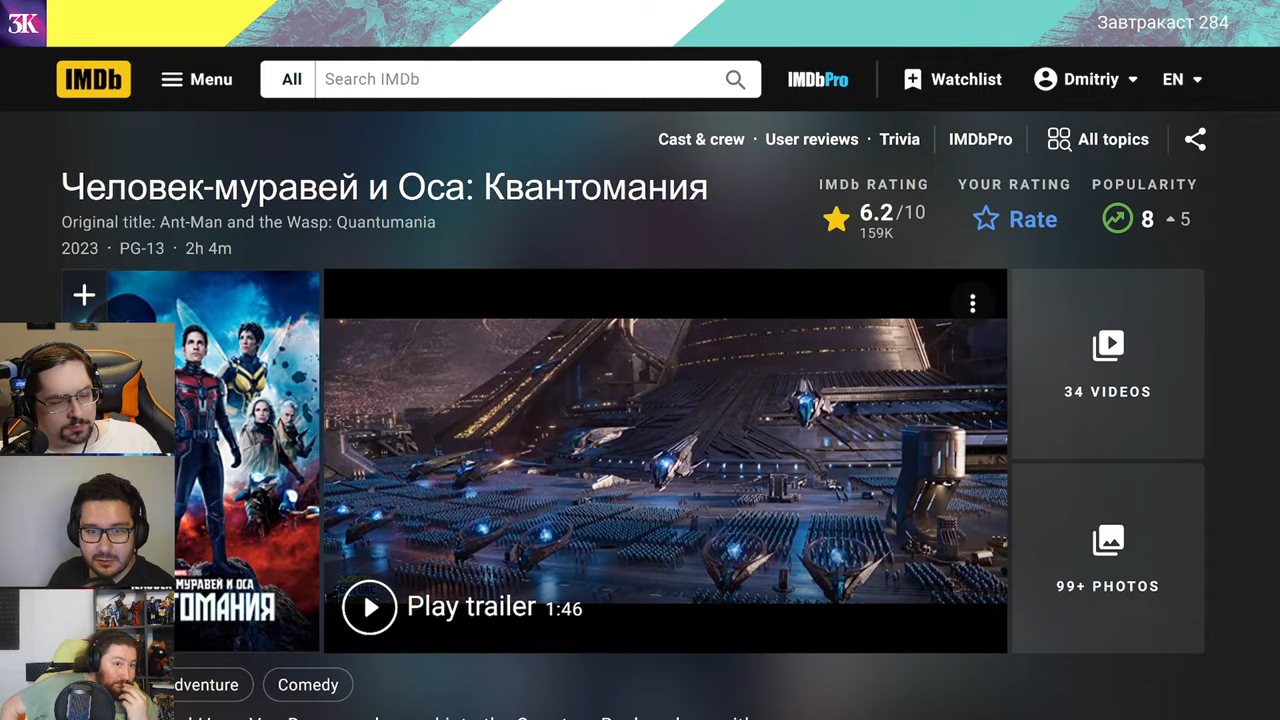 ЗК
Завтракаст 284
IMDb
Menu
All
Search IMDb
IMDbPro
Watchlist
Dmitriy
EN
Cast & crew · User reviews · Trivia
IMDbPro
All topics
Человек-муравей и Оса: Квантомания
Original title: Ant-Man and the Wasp: Quantumania
2023 · PG-13 · 2h 4m
IMDb RATING
6.2/10
159K
YOUR RATING
Rate
POPULARITY
8
5
34 VIDEOS
99+ PHOTOS
МУРАВЕЙ И ОСА
ТОМАНИЯ
Play trailer 1:46
dventure
Comedy